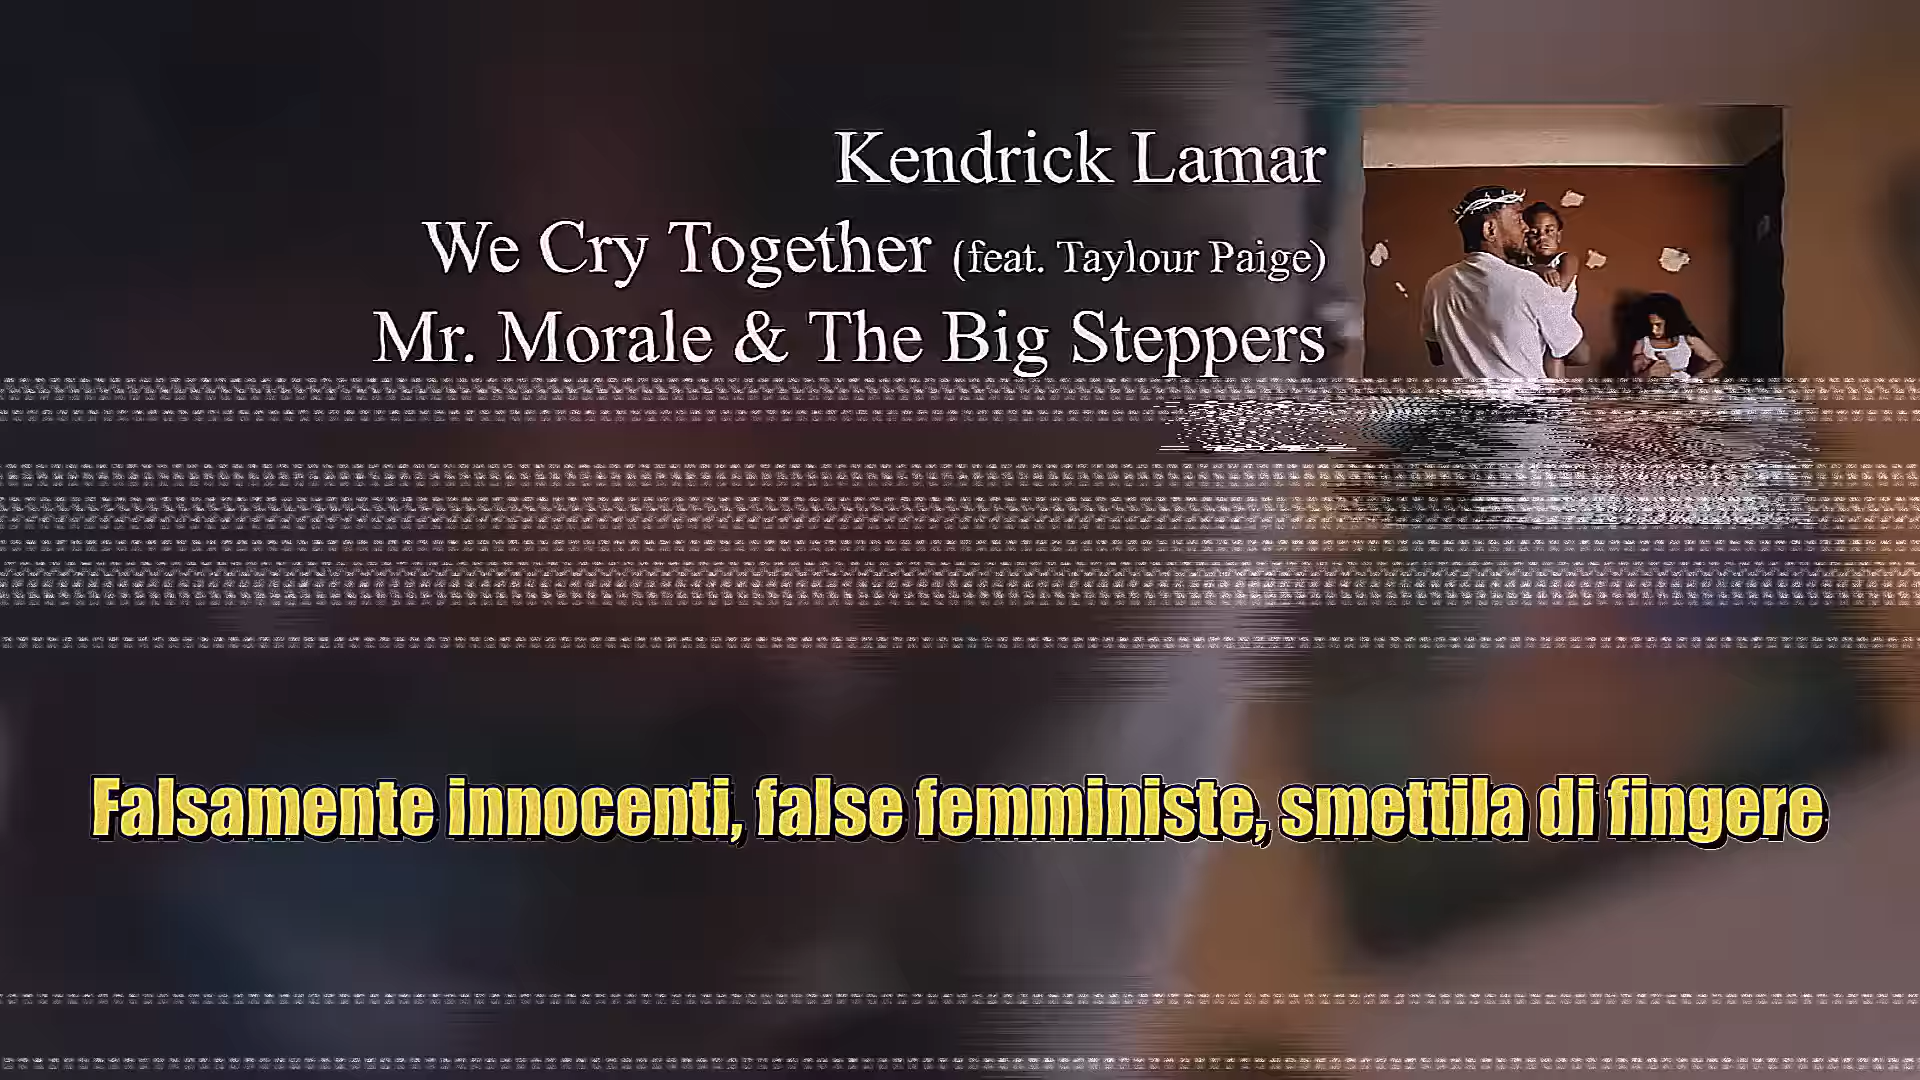 Kendrick Lamar
We Cry Together (feat. Taylour Paige)
Mr. Morale & The Big Steppers
Falsamente innocenti, false femministe, smettila di fingere